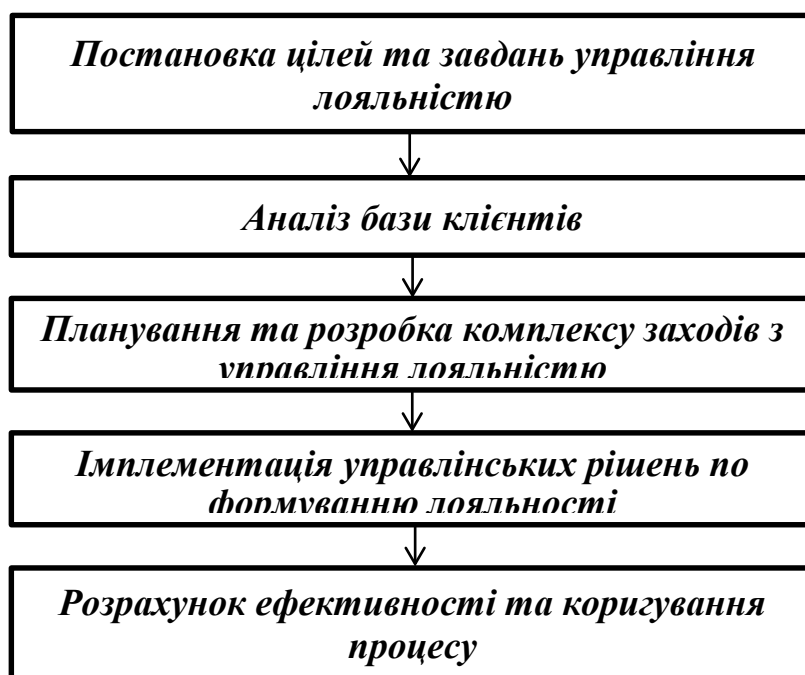 Постановка цілей та завдань управління
лояльністю
Аналіз бази клієнтів
Планування та розробка комплексу заходів з
управління лояльністю
Імплементація управлінських рішень по
формуванню лояльності
Розрахунок ефективності та коригування
процесу